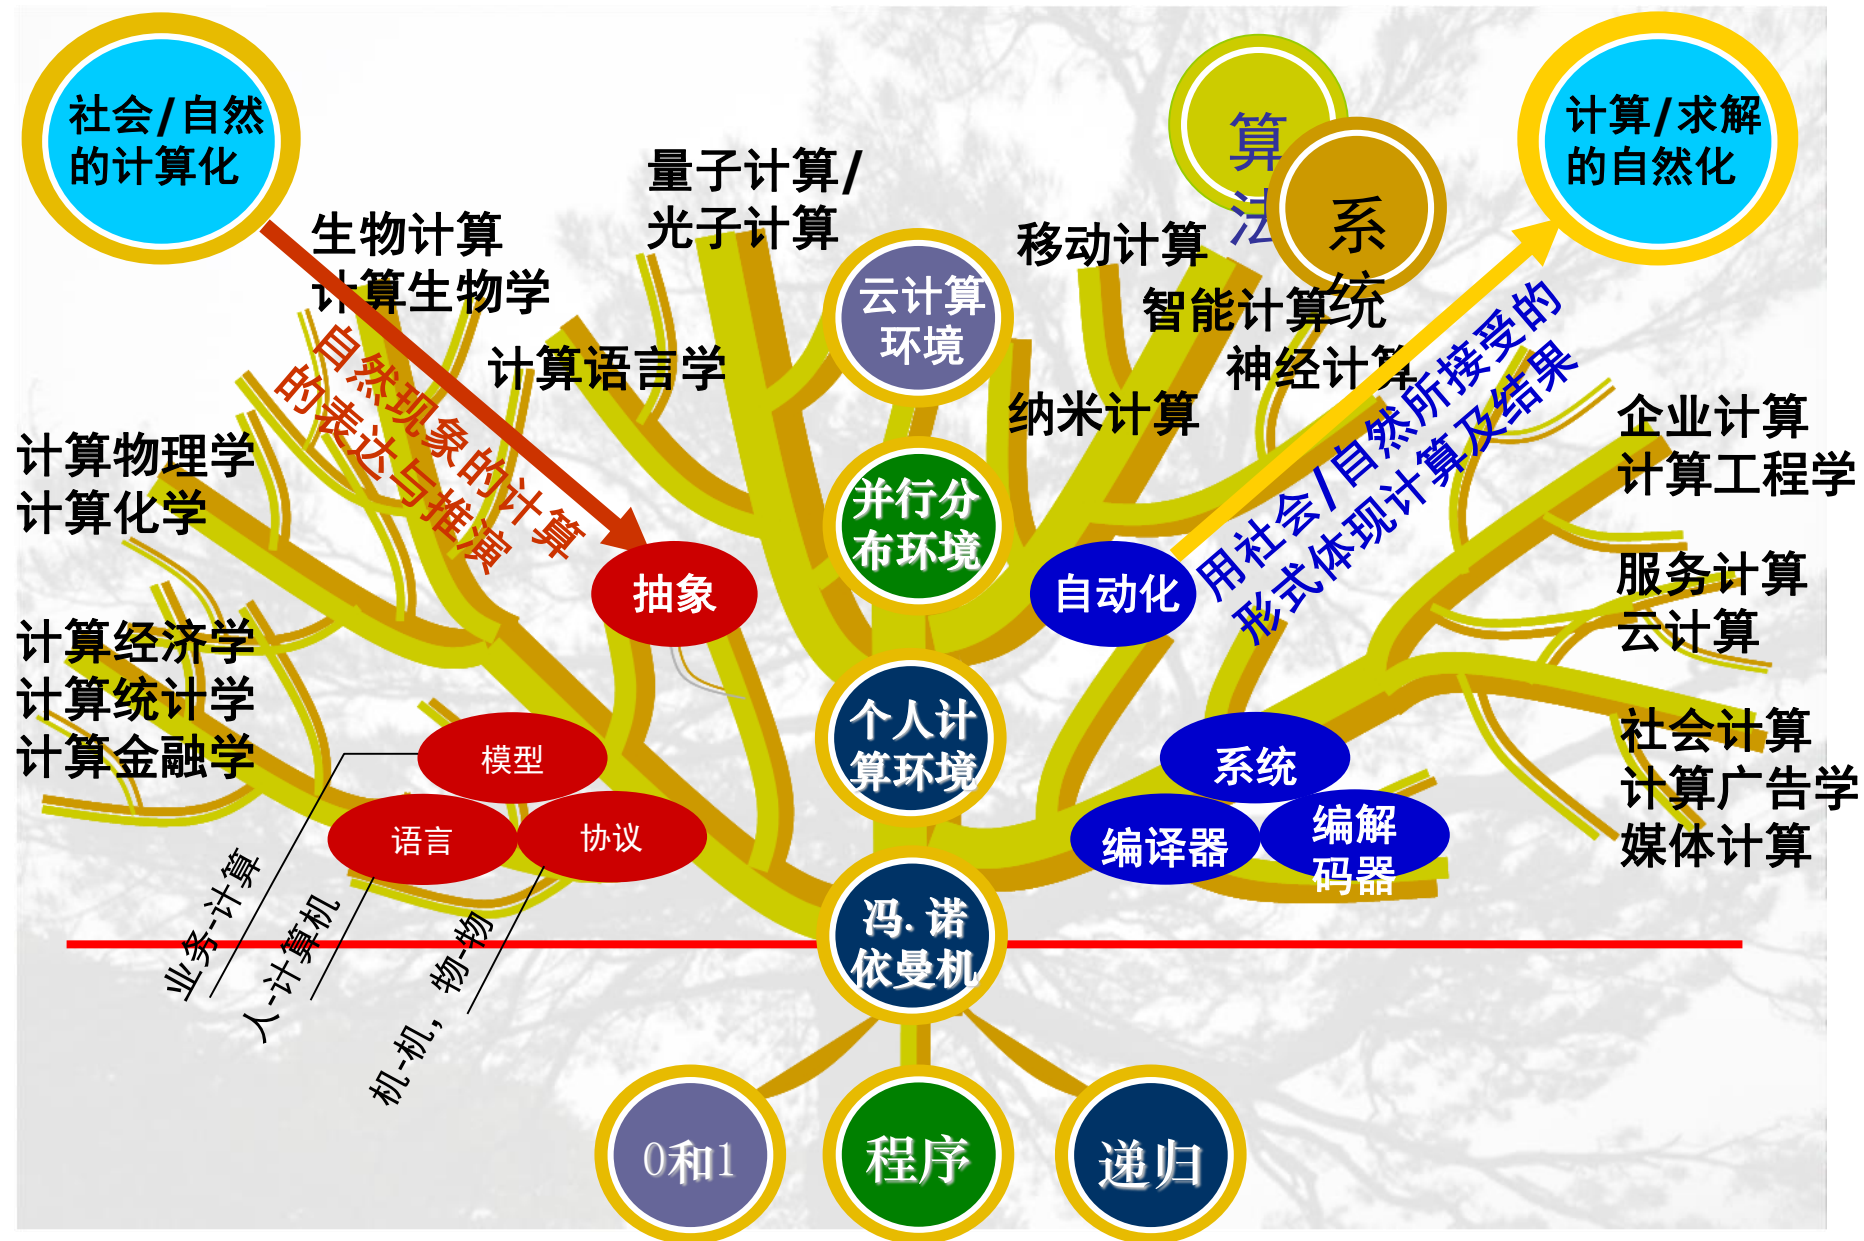 社会/自然
的计算化
算
法
系
统
计算/求解
的自然化
量子计算/
光子计算
生物计算
计算生物学
移动计算
云计算
环境
智能计算
神经计算
计算语言学
自然现象的计算
的表达与推演
纳米计算
用社会/自然所接受的
形式体现计算及结果
企业计算
计算工程学
计算物理学
计算化学
并行分
布环境
抽象
自动化
服务计算
云计算
计算经济学
计算统计学
计算金融学
个人计
算环境
社会计算
计算广告学
媒体计算
模型
语言
协议
系统
编译器
编解
码器
业务-计算
人-计算机
机-机，物-物
冯.诺
依曼机
0和1
程序
递归